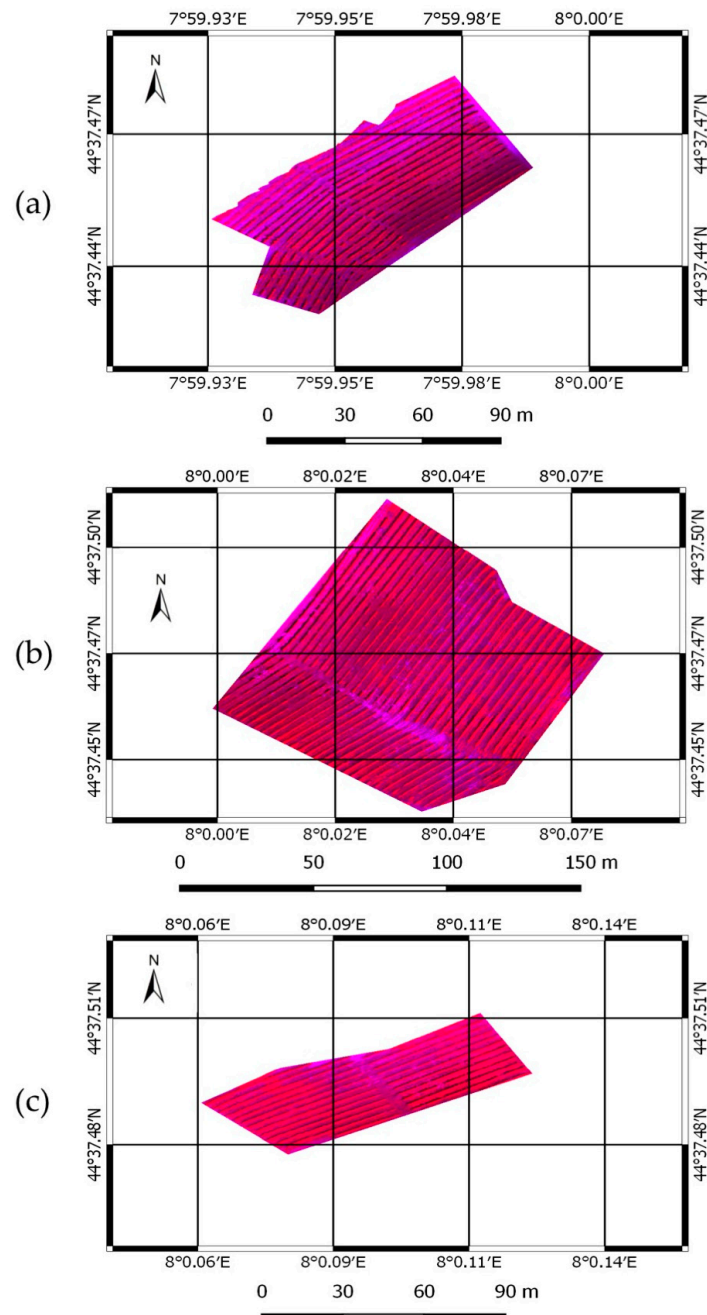 7°59.93′E 7°59.95′E 7°59.98′E 8°0.00′E
N
44°37.47′N 44°37.47′N
(a)
44°37.44′N 44°37.44′N
7°59.93′E 7°59.95′E 7°59.98′E 8°0.00′E
0 30 60 90 m
8°0.00′E 8°0.02′E 8°0.04′E 8°0.07′E
44°37.50′N 44°37.50′N
N
(b)
44°37.47′N 44°37.47′N
44°37.45′N 44°37.45′N
8°0.00′E 8°0.02′E 8°0.04′E 8°0.07′E
0 50 100 150 m
8°0.06′E 8°0.09′E 8°0.11′E 8°0.14′E
N
44°37.51′N 44°37.51′N
(c)
44°37.48′N 44°37.48′N
8°0.06′E 8°0.09′E 8°0.11′E 8°0.14′E
0 30 60 90 m